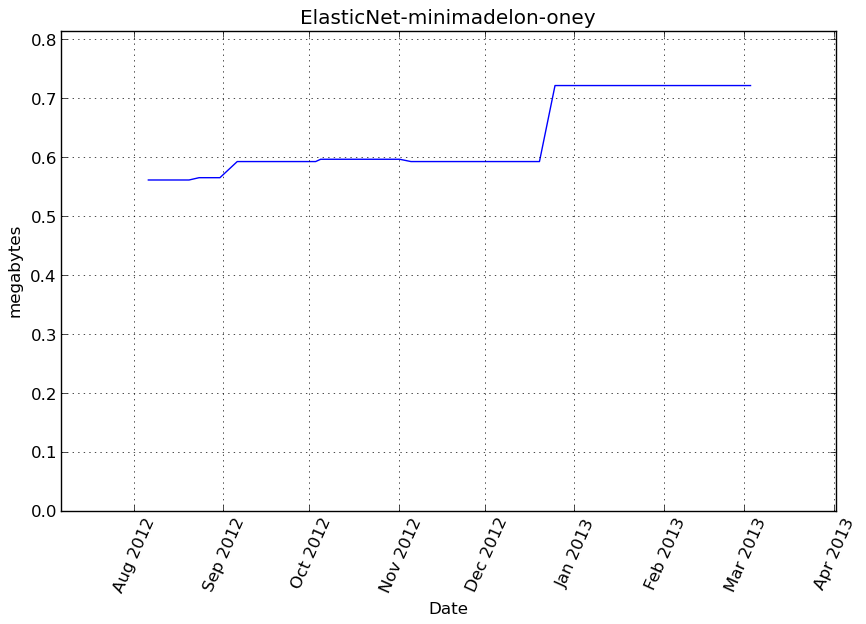 ElasticNet-minimadelon-oney
0.8
0.7
0.6
0.5
0.4
0.3
0.2
0.1
0.0
megabytes
Aug 2012
Sep 2012
Oct 2012
Nov 2012
Dec 2012
Jan 2013
Feb 2013
Mar 2013
Apr 2013
Date